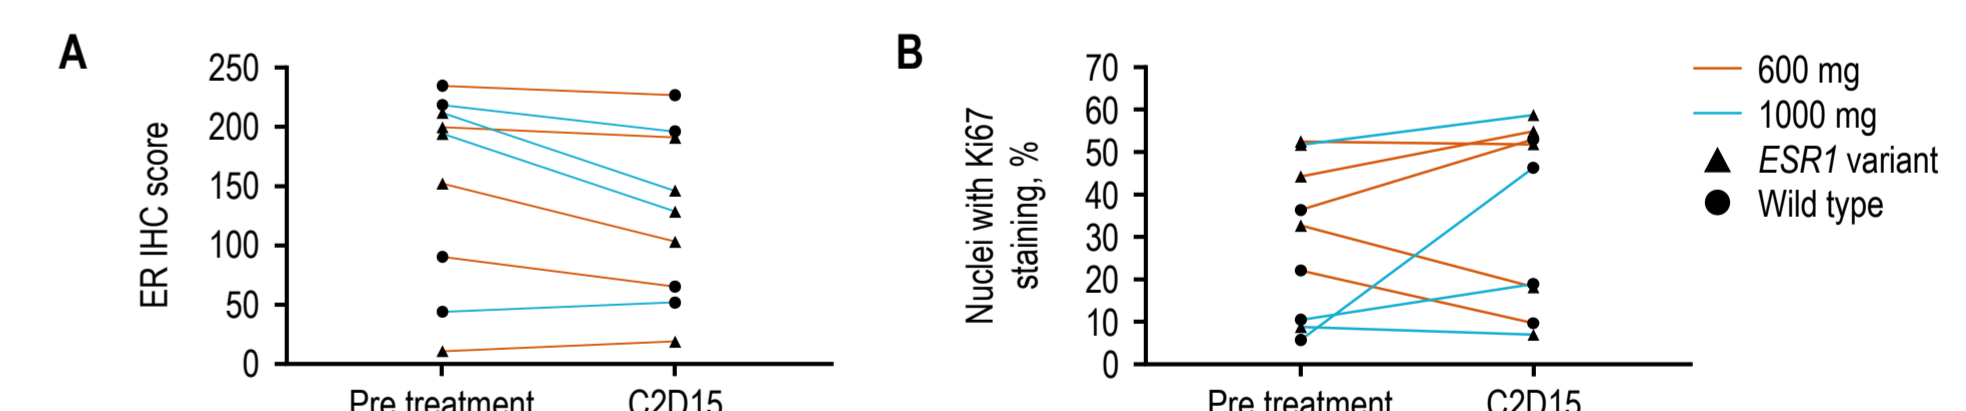 A
ER IHC score
250
200
150
100
50
0
Pre treatment
C2D15
B
Nuclei with Ki67
staining, %
70
60
50
40
30
20
10
0
Pre treatment
C2D15
600 mg
1000 mg
ESR1 variant
Wild type